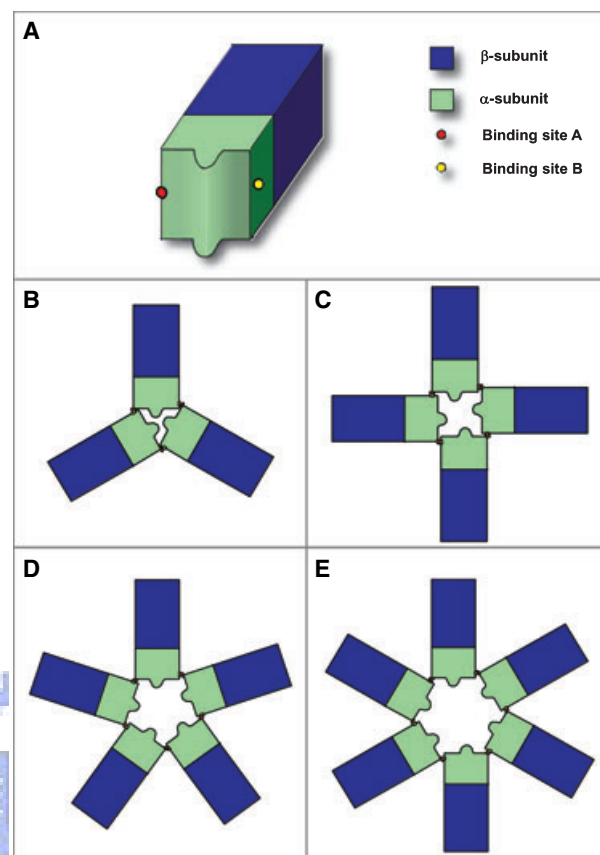 A
β-subunit
α-subunit
Binding site A
Binding site B
B
C
D
E